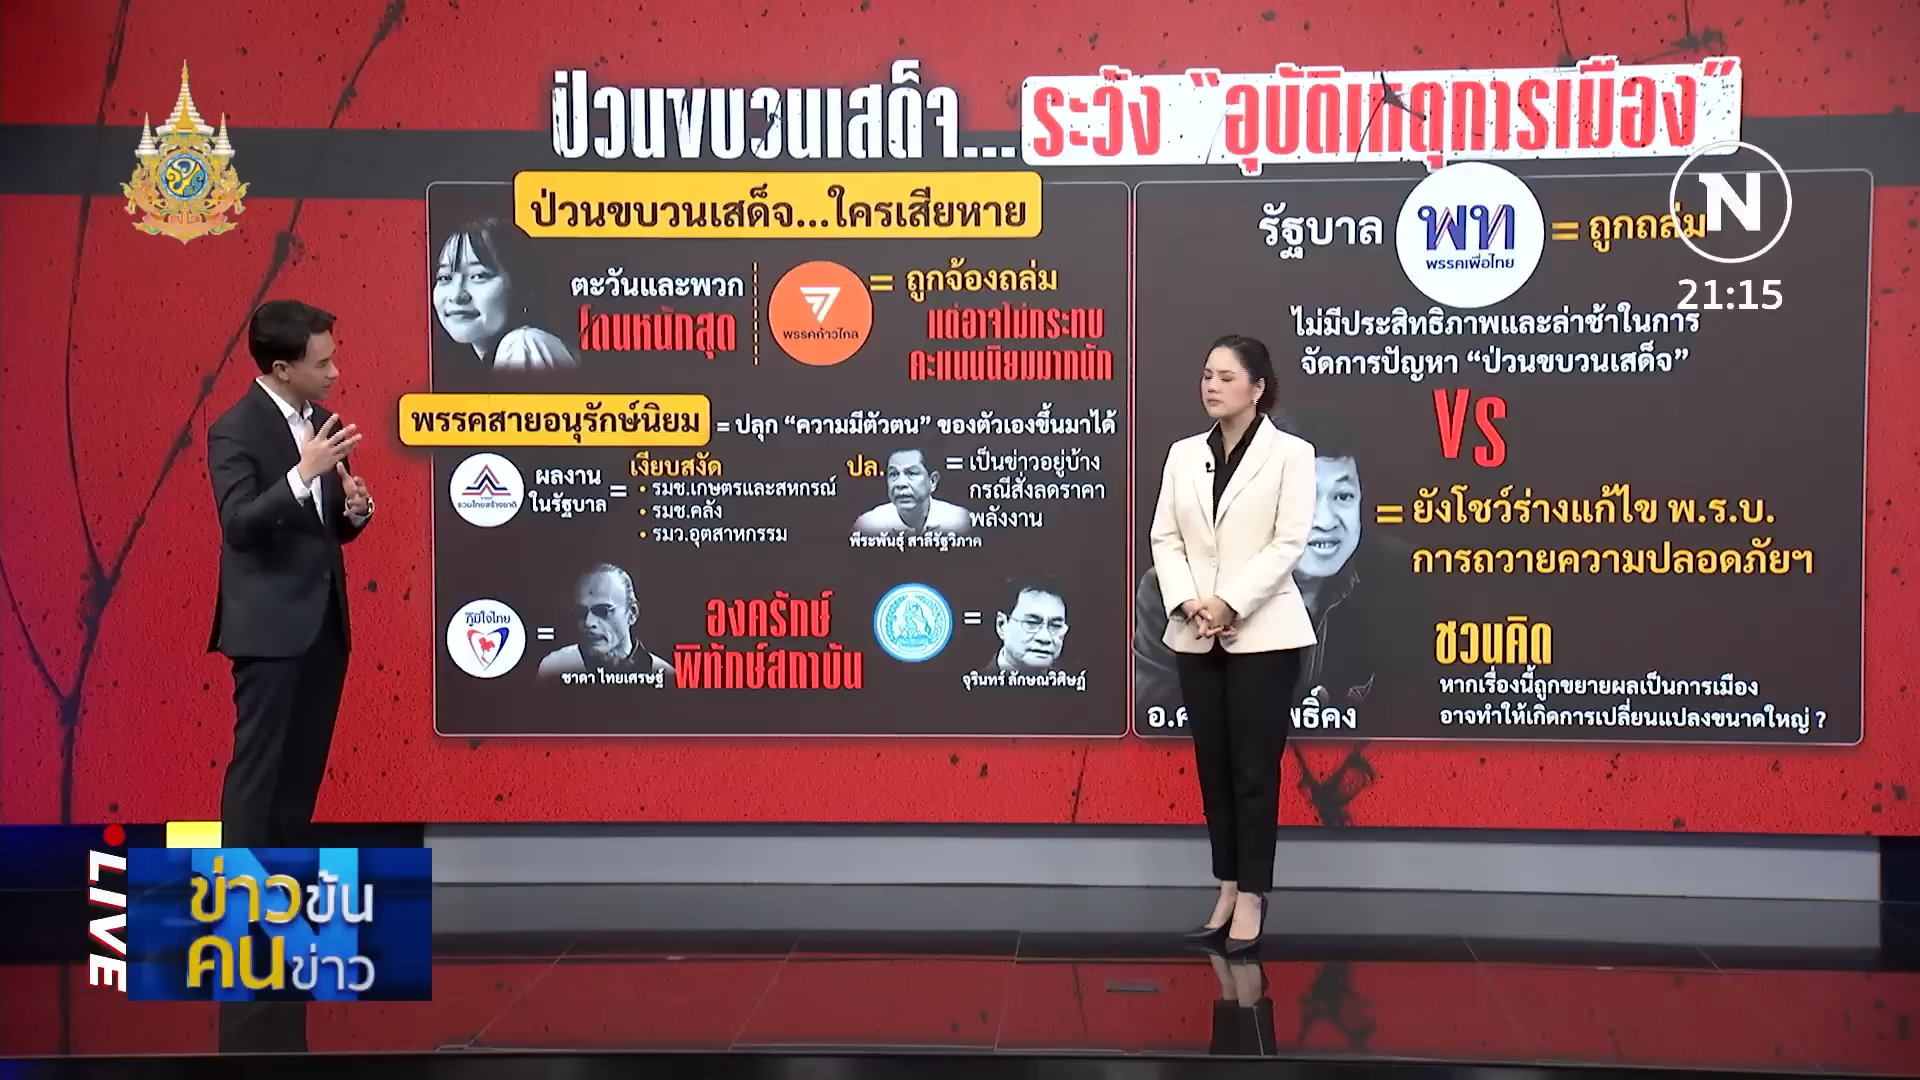 ป่วนขบวนเสด็จ...ระวัง “อุบัติเหตุการเมือง”
ป่วนขบวนเสด็จ...ใครเสียหาย
ตะวันและพวก
โดนหนักสุด
พรรคก้าวไกล
= ถูกจ้องถล่ม
แต่อาจไม่กระทบ
คะแนนนิยมมากนัก
พรรคสายอนุรักษ์นิยม = ปลุก “ความมีตัวตน” ของตัวเองขึ้นมาได้
รวมไทยสร้างชาติ
ผลงาน
ในรัฐบาล =
เงียบสงัด
• รมช.เกษตรและสหกรณ์
• รมช.คลัง
• รมว.อุตสาหกรรม
ปล.
พีระพันธุ์ สาลีรัฐวิภาค
= เป็นข่าวอยู่บ้าง
กรณีสั่งลดราคา
พลังงาน
ภูมิใจไทย
=
ชาดา ไทยเศรษฐ์
องครักษ์
พิทักษ์สถาบัน
=
จุรินทร์ ลักษณวิศิษฏ์
รัฐบาล
พท
พรรคเพื่อไทย
= ถูกถล่ม
N
21:15
ไม่มีประสิทธิภาพและล่าช้าในการ
จัดการปัญหา “ป่วนขบวนเสด็จ”
VS
= ยังโชว์ร่างแก้ไข พ.ร.บ.
การถวายความปลอดภัยฯ
ชวนคิด
หากเรื่องนี้ถูกขยายผลเป็นการเมือง
อาจทำให้เกิดการเปลี่ยนแปลงขนาดใหญ่ ?
LIVE
ข่าวข้น
คนข่าว